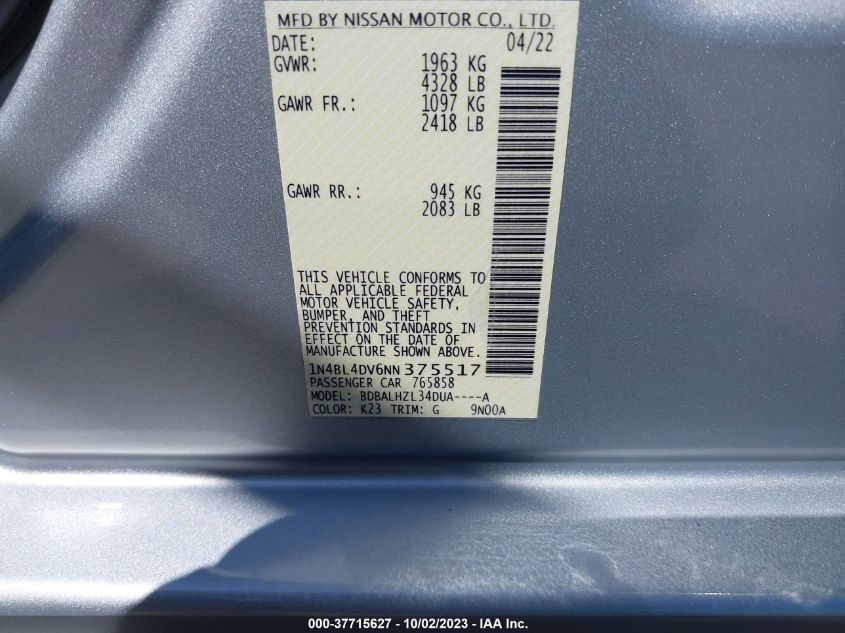 MFD BY NISSAN MOTOR CO., LTD.
DATE: 04/22
GVWR: 1963 KG
4328 LB
GAWR FR.: 1097 KG
2418 LB
GAWR RR.: 945 KG
2083 LB
THIS VEHICLE CONFORMS TO
ALL APPLICABLE FEDERAL
MOTOR VEHICLE SAFETY,
BUMPER, AND THEFT
PREVENTION STANDARDS IN
EFFECT ON THE DATE OF
MANUFACTURE SHOWN ABOVE.
1N4BL4DV6NN 375517
PASSENGER CAR 765858
MODEL: BDBALHZL34DUA----A
COLOR: K23 TRIM: G 9N00A
000-37715627 - 10/02/2023 - IAA Inc.